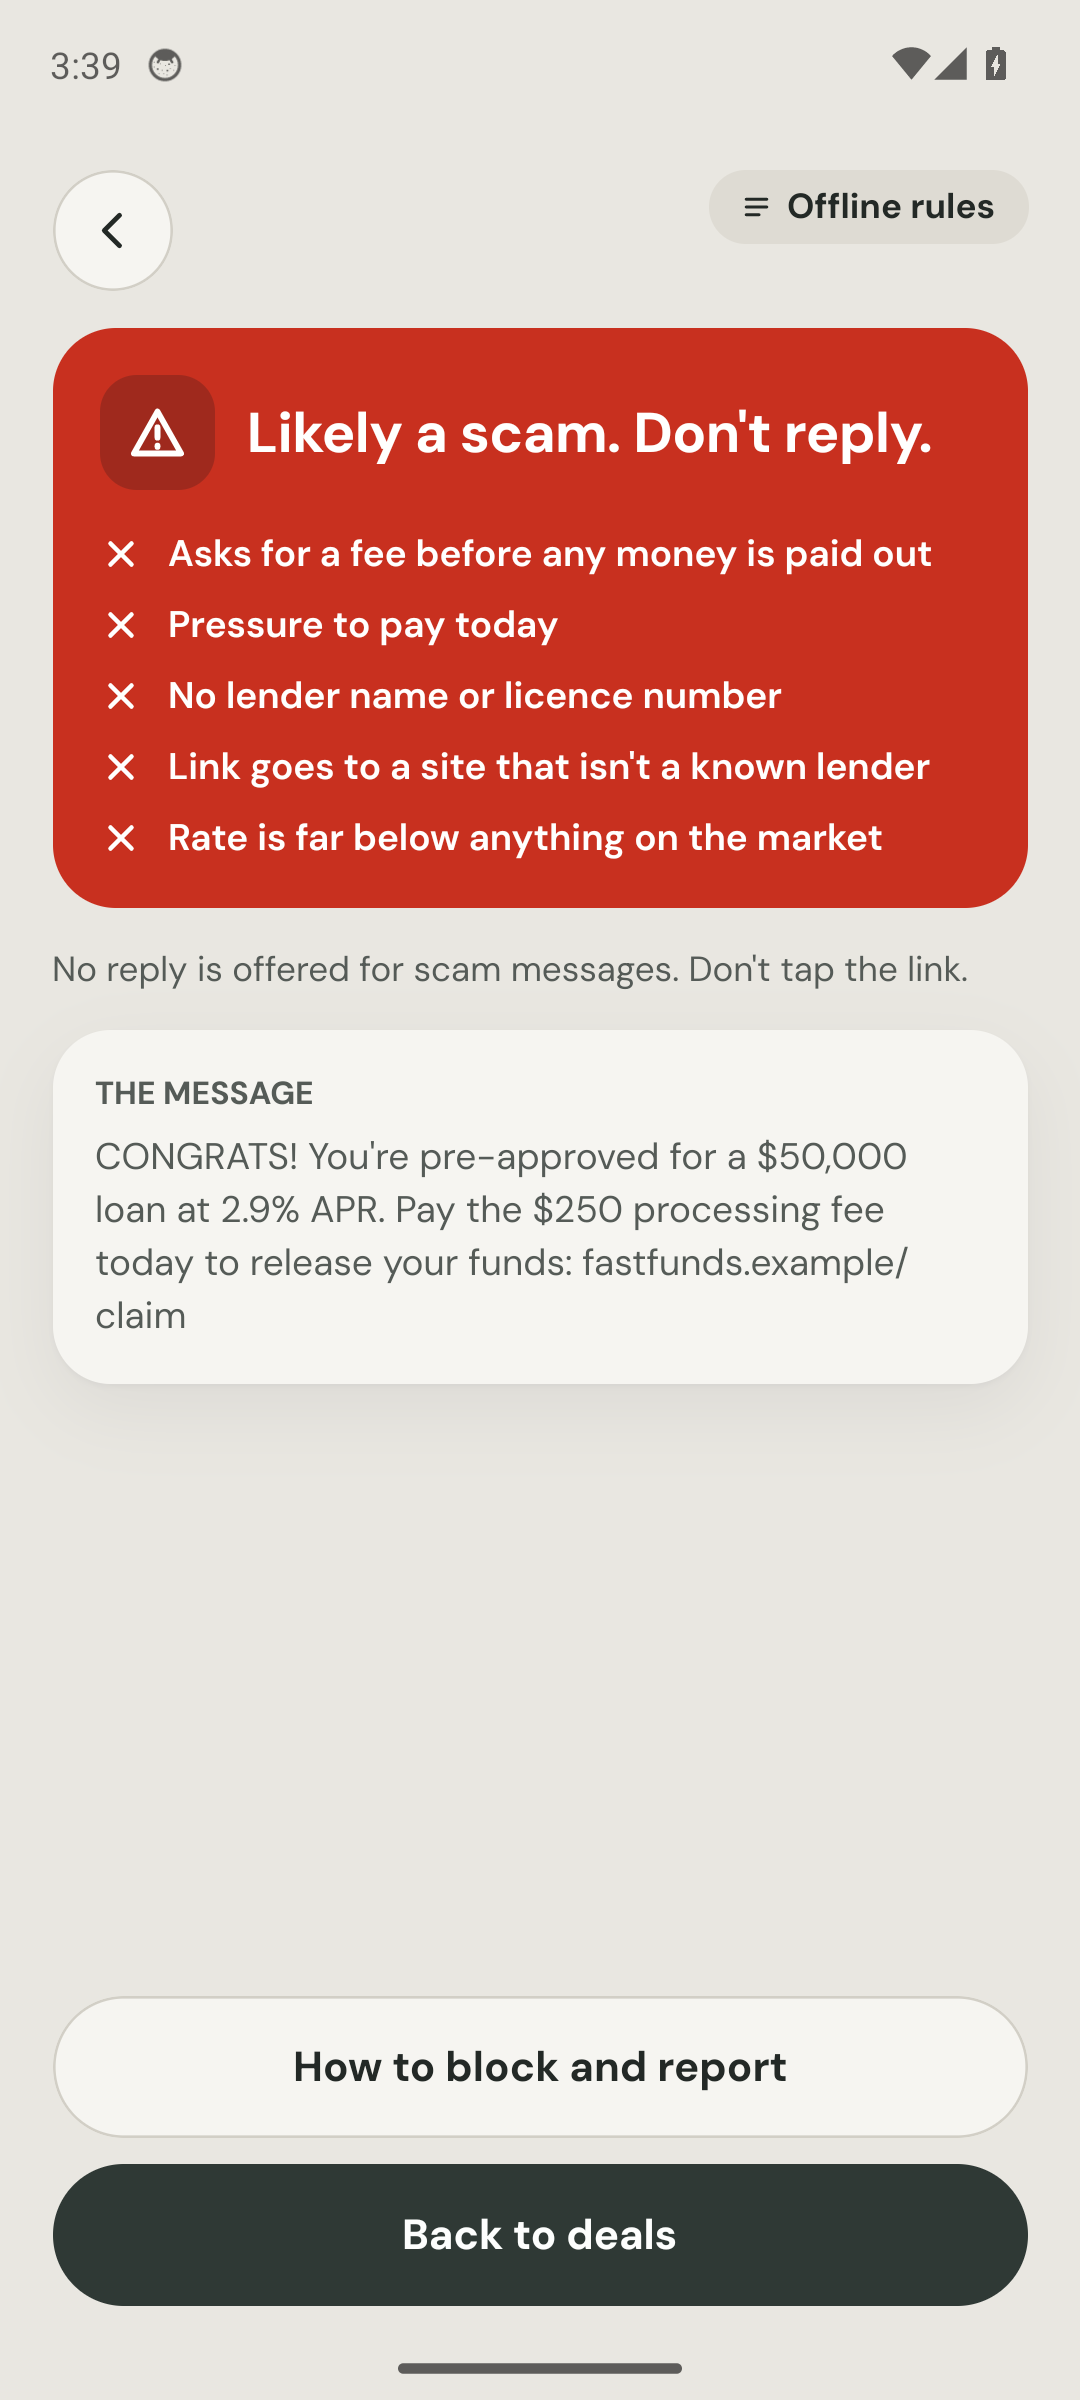 3:39
Offline rules
Likely a scam. Don't reply.
Asks for a fee before any money is paid out
Pressure to pay today
No lender name or licence number
Link goes to a site that isn't a known lender
Rate is far below anything on the market
No reply is offered for scam messages. Don't tap the link.
THE MESSAGE
CONGRATS! You're pre-approved for a $50,000
loan at 2.9% APR. Pay the $250 processing fee
today to release your funds: fastfunds.example/
claim
How to block and report
Back to deals